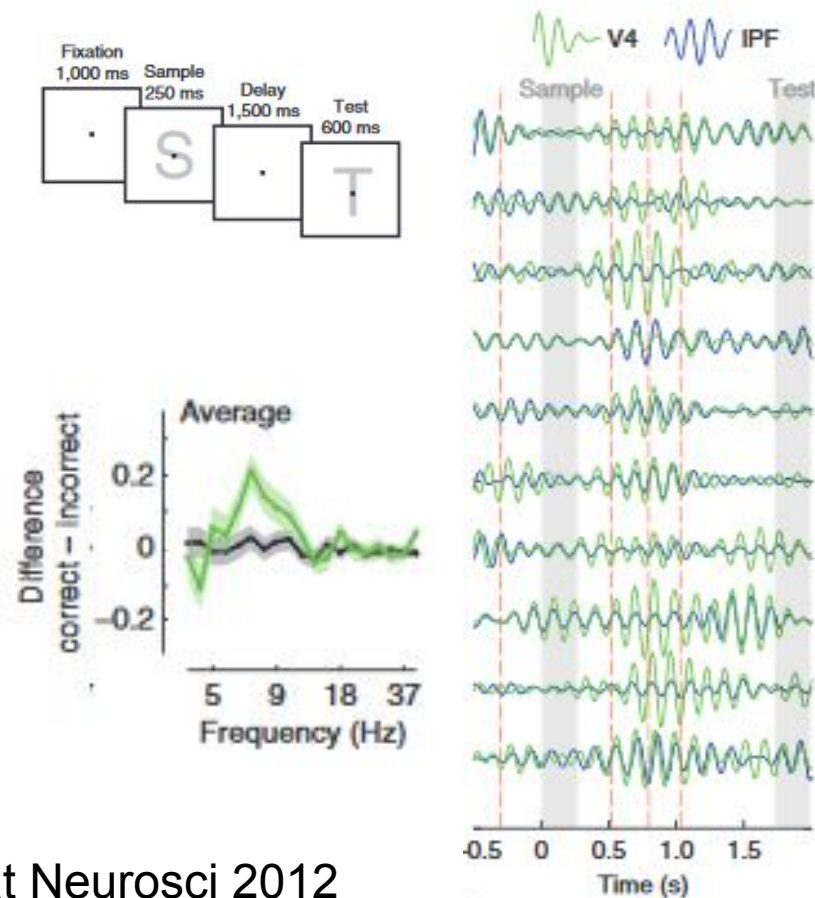 Fixation
1,000 ms
Sample
250 ms
Delay
1,500 ms
Test
600 ms
S
T
V4
IPF
Sample
Test
Average
Difference
correct – incorrect
0.2
0
–0.2
5 9 18 37
Frequency (Hz)
-0.5 0 0.5 1.0 1.5
Time (s)
t Neurosci 2012